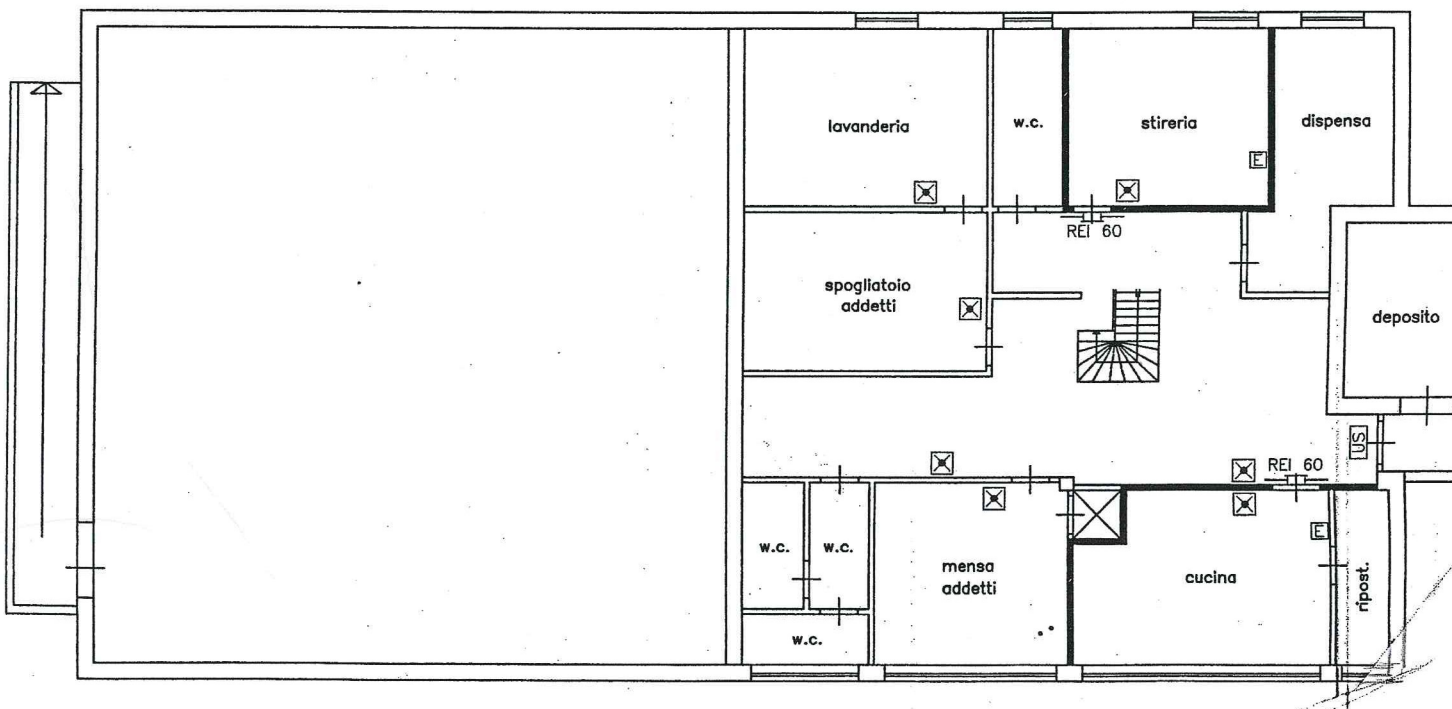 lavanderia
w.c.
stireria
dispensa
E
REI 60
spogliatoio
addetti
deposito
US
REI 60
w.c.
w.c.
mensa
addetti
cucina
E
ripost.
w.c.